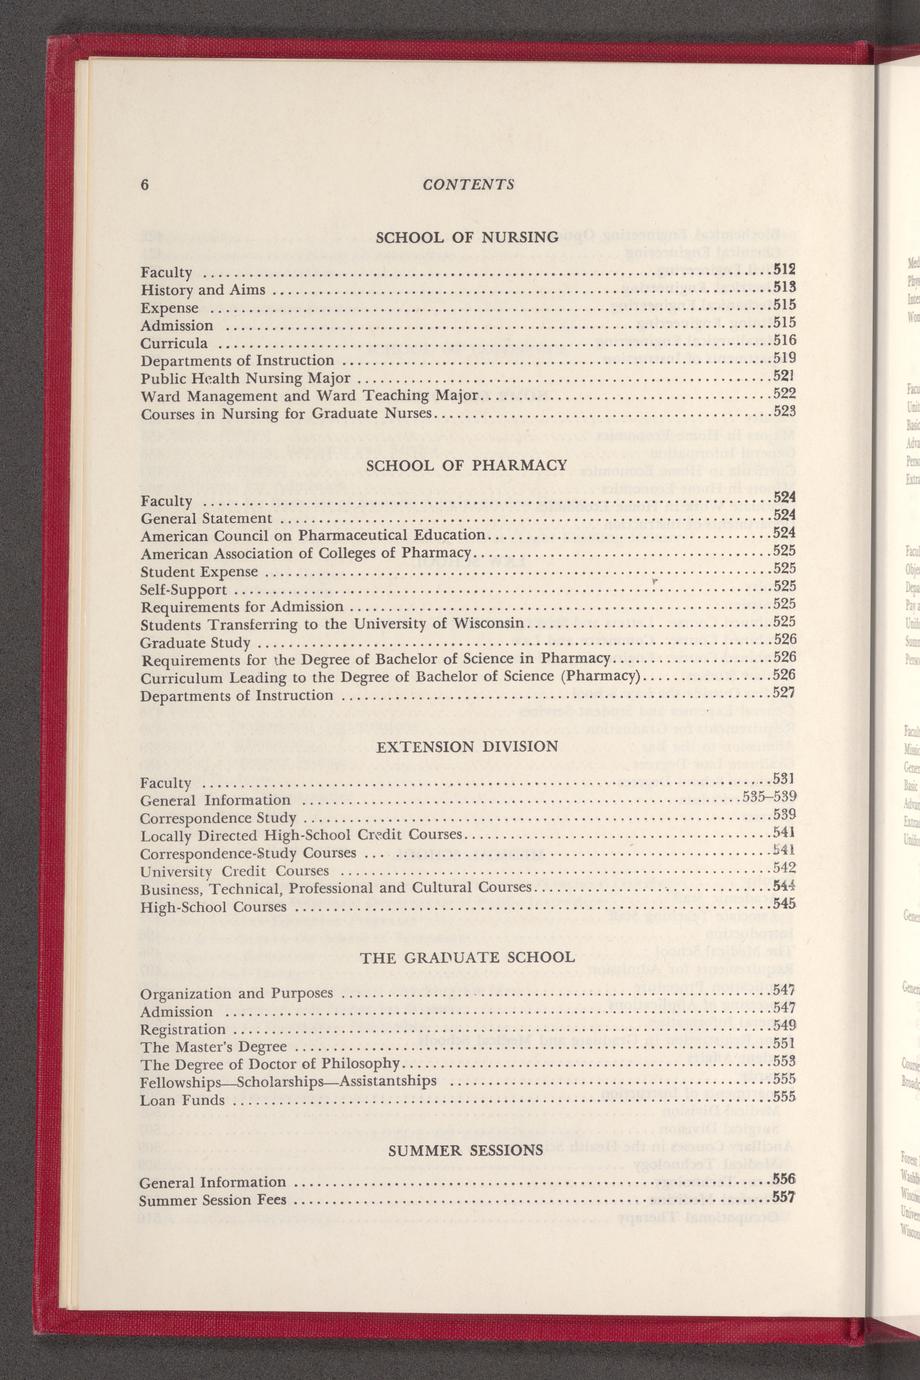 6
CONTENTS
SCHOOL OF NURSING
Faculty ........................................................................512
History and Aims ...............................................................513
Expense ........................................................................515
Admission ......................................................................515
Curricula ......................................................................516
Departments of Instruction .....................................................519
Public Health Nursing Major ....................................................521
Ward Management and Ward Teaching Major.........................................522
Courses in Nursing for Graduate Nurses..........................................523
SCHOOL OF PHARMACY
Faculty ........................................................................524
General Statement ..............................................................524
American Council on Pharmaceutical Education....................................524
American Association of Colleges of Pharmacy....................................525
Student Expense ................................................................525
Self-Support ...................................................................525
Requirements for Admission .....................................................525
Students Transferring to the University of Wisconsin............................525
Graduate Study .................................................................526
Requirements for the Degree of Bachelor of Science in Pharmacy..................526
Curriculum Leading to the Degree of Bachelor of Science (Pharmacy)..............526
Departments of Instruction .....................................................527
EXTENSION DIVISION
Faculty ........................................................................531
General Information ........................................................535–539
Correspondence Study ...........................................................539
Locally Directed High-School Credit Courses.....................................541
Correspondence-Study Courses ...................................................541
University Credit Courses ......................................................542
Business, Technical, Professional and Cultural Courses..........................544
High-School Courses ............................................................545
THE GRADUATE SCHOOL
Organization and Purposes ......................................................547
Admission ......................................................................547
Registration ...................................................................549
The Master's Degree ............................................................551
The Degree of Doctor of Philosophy..............................................553
Fellowships—Scholarships—Assistantships ........................................555
Loan Funds .....................................................................555
SUMMER SESSIONS
General Information ............................................................556
Summer Session Fees ............................................................557